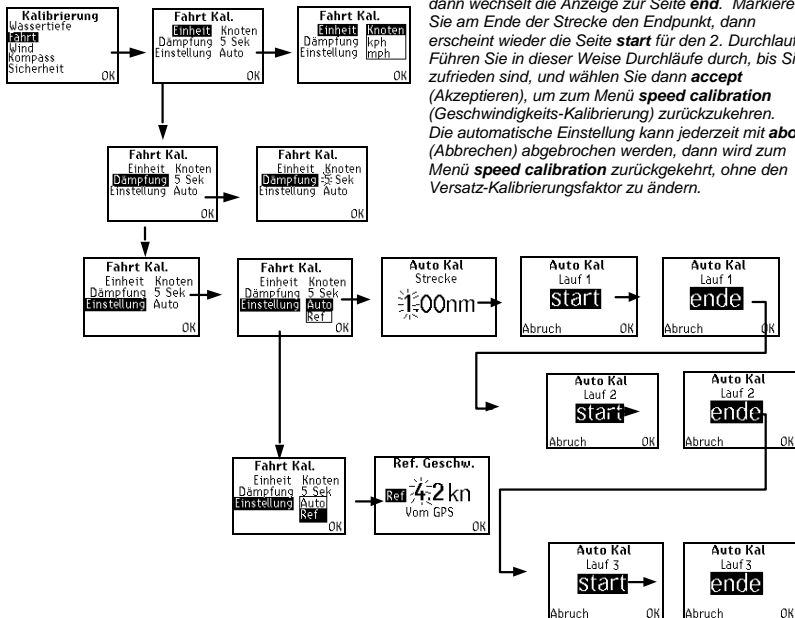 dann wechselt die Anzeige zur Seite end. Markieren
Sie am Ende der Strecke den Endpunkt, dann
erscheint wieder die Seite start für den 2. Durchlauf.
Führen Sie in dieser Weise Durchläufe durch, bis Sie
zufrieden sind, und wählen Sie dann accept
(Akzeptieren), um zum Menü speed calibration
(Geschwindigkeits-Kalibrierung) zurückzukehren.
Die automatische Einstellung kann jederzeit mit
(Abbrechen) abgebrochen werden, dann wird zum
Menü speed calibration zurückgekehrt, ohne den
Versatz-Kalibrierungsfaktor zu ändern.
Kalibrierung
Wassertiefe
Fahrt
Wind
Kompass
Sicherheit
OK
Fahrt Kal.
Einheit Knoten
Dämpfung 5 Sek
Einstellung Auto
OK
Fahrt Kal.
Einheit Knoten
Dämpfung kph
Einstellung mph
OK
Fahrt Kal.
Einheit Knoten
Dämpfung 5 Sek
Einstellung Auto
OK
Fahrt Kal.
Einheit Knoten
Dämpfung 5 Sek
Einstellung Auto
OK
Fahrt Kal.
Einheit Knoten
Dämpfung 5 Sek
Einstellung Auto
OK
Fahrt Kal.
Einheit Knoten
Dämpfung 5 Sek
Einstellung Auto
Ref
OK
Auto Kal
Strecke
1.00nm
Auto Kal
Lauf 1
start
Abruch OK
Auto Kal
Lauf 1
ende
Abruch OK
Auto Kal
Lauf 2
start
Abruch OK
Auto Kal
Lauf 2
ende
Abruch OK
Fahrt Kal.
Einheit Knoten
Dämpfung 5 Sek
Einstellung Auto
Ref
OK
Ref. Geschw.
Ref 4.2 kn
Vom GPS
OK
Auto Kal
Lauf 3
start
Abruch OK
Auto Kal
Lauf 3
ende
Abruch OK